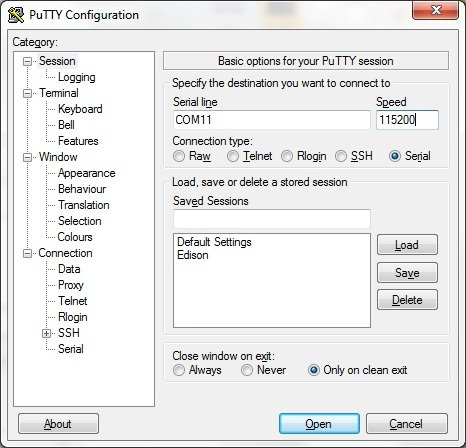 PuTTY Configuration
Category:
Session
Logging
Terminal
Keyboard
Bell
Features
Window
Appearance
Behaviour
Translation
Selection
Colours
Connection
Data
Proxy
Telnet
Rlogin
SSH
Serial
Basic options for your PuTTY session
Specify the destination you want to connect to
Serial line Speed
COM11 115200
Connection type:
Raw Telnet Rlogin SSH Serial
Load, save or delete a stored session
Saved Sessions
Default Settings
Edison
Load
Save
Delete
Close window on exit:
Always Never Only on clean exit
About Open Cancel